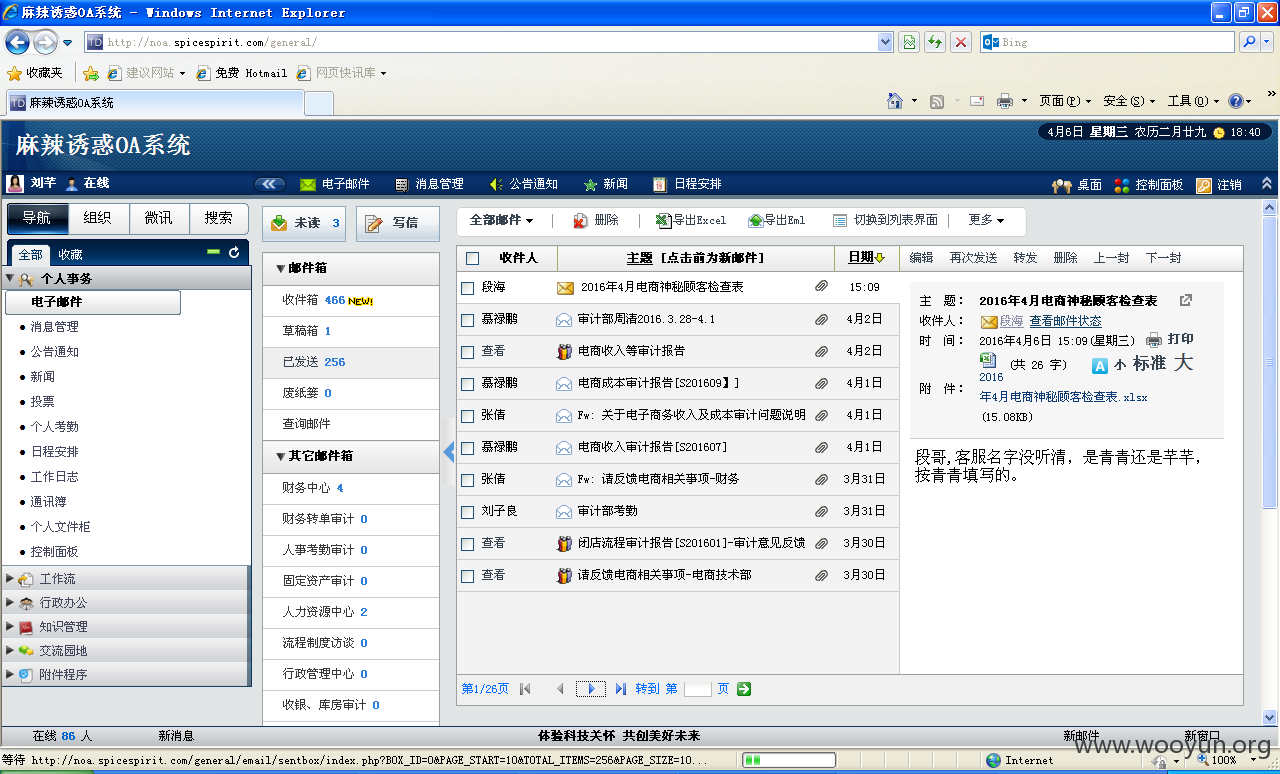 麻辣诱惑OA系统 - Windows Internet Explorer
http://noa.spicespirit.com/general/
Bing
收藏夹 建议网站 免费 Hotmail 网页快讯库
麻辣诱惑OA系统
页面(P) 安全(S) 工具(O)
麻辣诱惑OA系统
4月6日 星期三 农历二月廿九 18:40
刘芊 在线
电子邮件 消息管理 公告通知 新闻 日程安排
桌面 控制面板 注销
导航 组织 微讯 搜索
全部 收藏
个人事务
电子邮件
消息管理
公告通知
新闻
投票
个人考勤
日程安排
工作日志
通讯簿
个人文件柜
控制面板
工作流
行政办公
知识管理
交流园地
附件程序
未读 3 写信
邮件箱
收件箱 466 NEW!
草稿箱 1
已发送 256
废纸篓 0
查询邮件
其它邮件箱
财务中心 4
财务转单审计 0
人事考勤审计 0
固定资产审计 0
人力资源中心 2
流程制度访谈 0
行政管理中心 0
收银、库房审计 0
全部邮件 删除 导出Excel 导出Eml 切换到列表界面 更多
收件人 主题 [点击前为新邮件] 日期
段海 2016年4月电商神秘顾客检查表 15:09
慕禄鹏 审计部周清2016.3.28-4.1 4月2日
查看 电商收入等审计报告 4月2日
慕禄鹏 电商成本审计报告[S201609】] 4月1日
张倩 Fw: 关于电子商务收入及成本审计问题说明 4月1日
慕禄鹏 电商收入审计报告[S201607] 4月1日
张倩 Fw: 请反馈电商相关事项-财务 3月31日
刘子良 审计部考勤 3月31日
查看 闭店流程审计报告[S201601]-审计意见反馈 3月30日
查看 请反馈电商相关事项-电商技术部 3月30日
第1/26页 转到 第 页
编辑 再次发送 转发 删除 上一封 下一封
主 题: 2016年4月电商神秘顾客检查表
收件人: 段海 查看邮件状态
时 间: 2016年4月6日 15:09(星期三) 打印
(共 26 字) A 小 标准 大
附 件: 2016年4月电商神秘顾客检查表.xlsx
(15.08KB)
段哥,客服名字没听清，是青青还是芊芊，
按青青填写的。
在线 86 人 新消息 体验科技关怀 共创美好未来 新邮件 新窗口
等待 http://noa.spicespirit.com/general/email/inbox/index.php?BOX_ID=0&PAGE_START=10&TOTAL_ITEMS=256&PAGE_SIZE=10... Internet 100%
www.wooyun.org